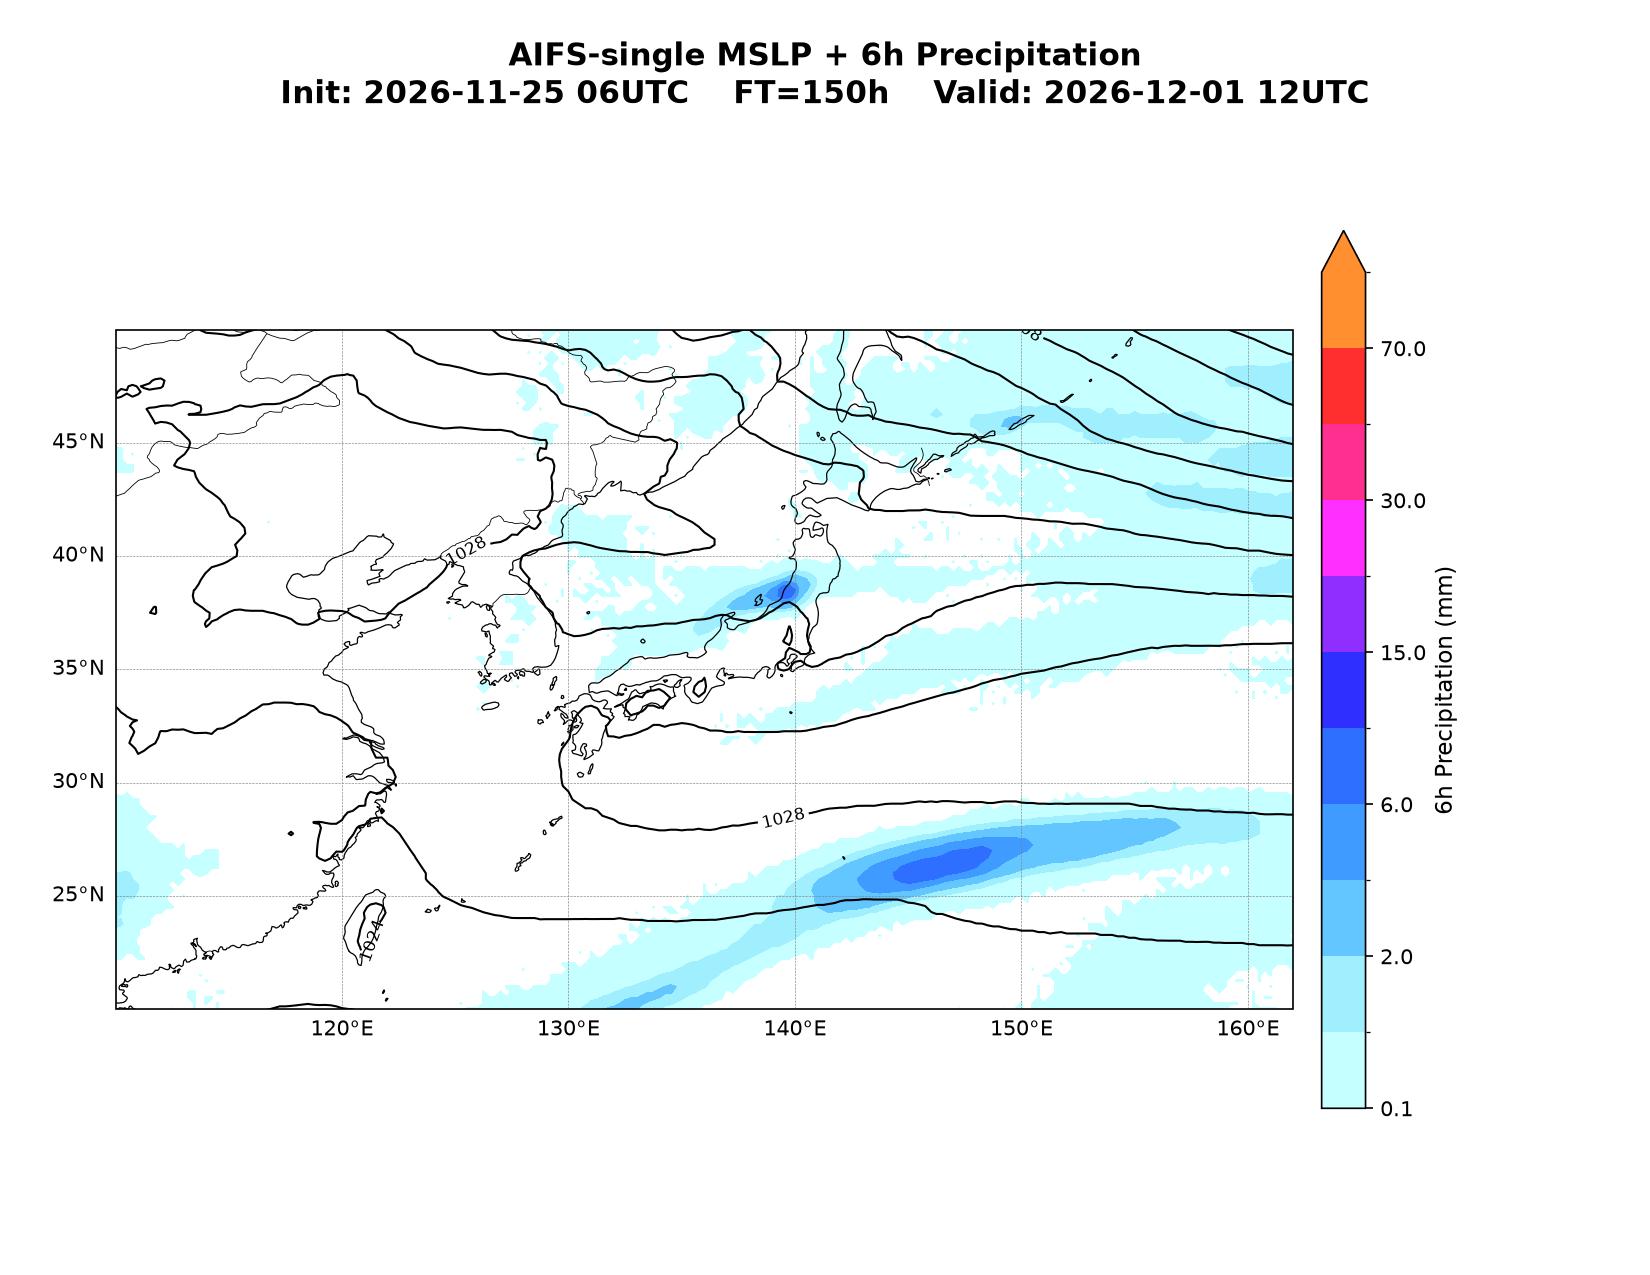 AIFS-single MSLP + 6h Precipitation
Init: 2026-11-25 06UTC    FT=150h    Valid: 2026-12-01 12UTC
70.0
45°N
1028
30.0
40°N
35°N
15.0
6h Precipitation (mm)
30°N
1028
6.0
25°N
1024
2.0
120°E
130°E
140°E
150°E
160°E
0.1